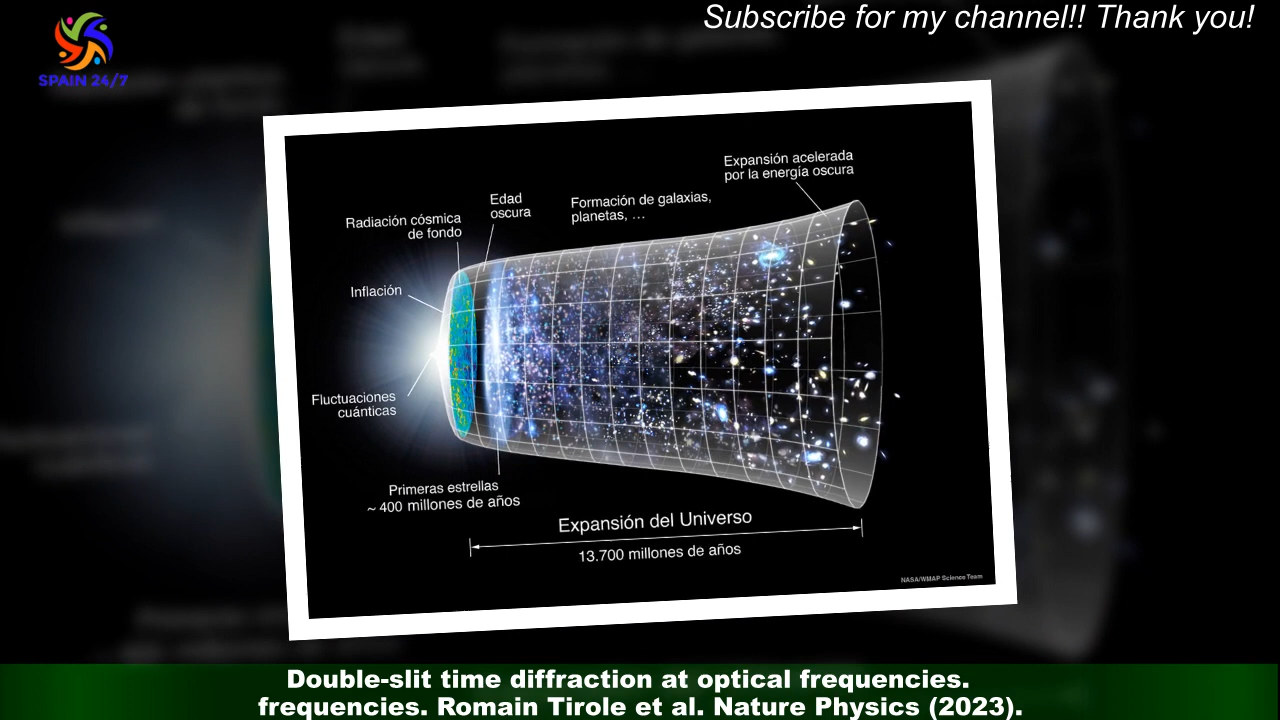 Subscribe for my channel!! Thank you!
SPAIN 24/7
Expansión acelerada
por la energía oscura
Formación de galaxias,
planetas, ...
Edad
oscura
Radiación cósmica
de fondo
Inflación
Fluctuaciones
cuánticas
Primeras estrellas
~ 400 millones de años
Expansión del Universo
13.700 millones de años
NASA/WMAP Science Team
Double-slit time diffraction at optical frequencies.
frequencies. Romain Tirole et al. Nature Physics (2023).